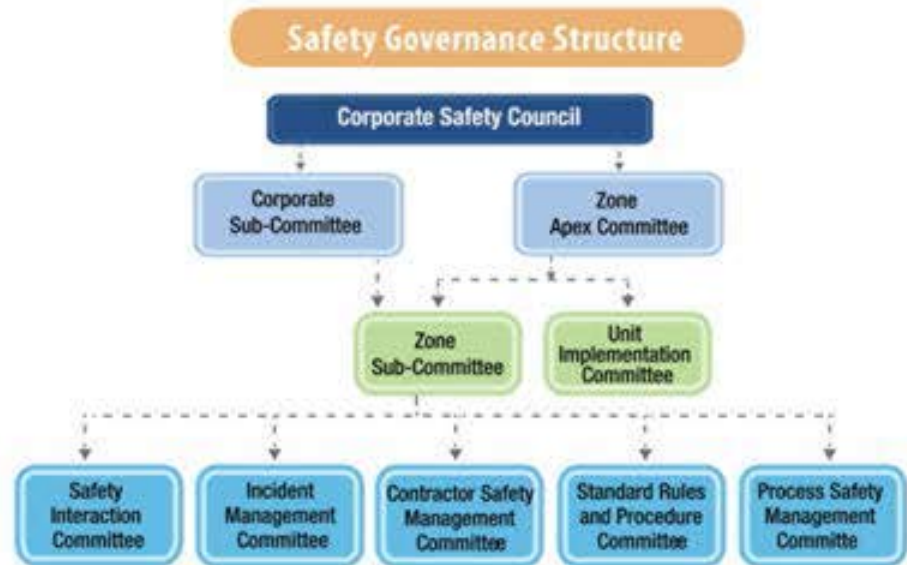 Safety Governance Structure
Corporate Safety Council
Corporate
Sub-Committee
Zone
Apex Committee
Zone
Sub-Committee
Unit
Implementation
Committee
Safety
Interaction
Committee
Incident
Management
Committee
Contractor Safety
Management
Committee
Standard Rules
and Procedure
Committee
Process Safety
Management
Committe